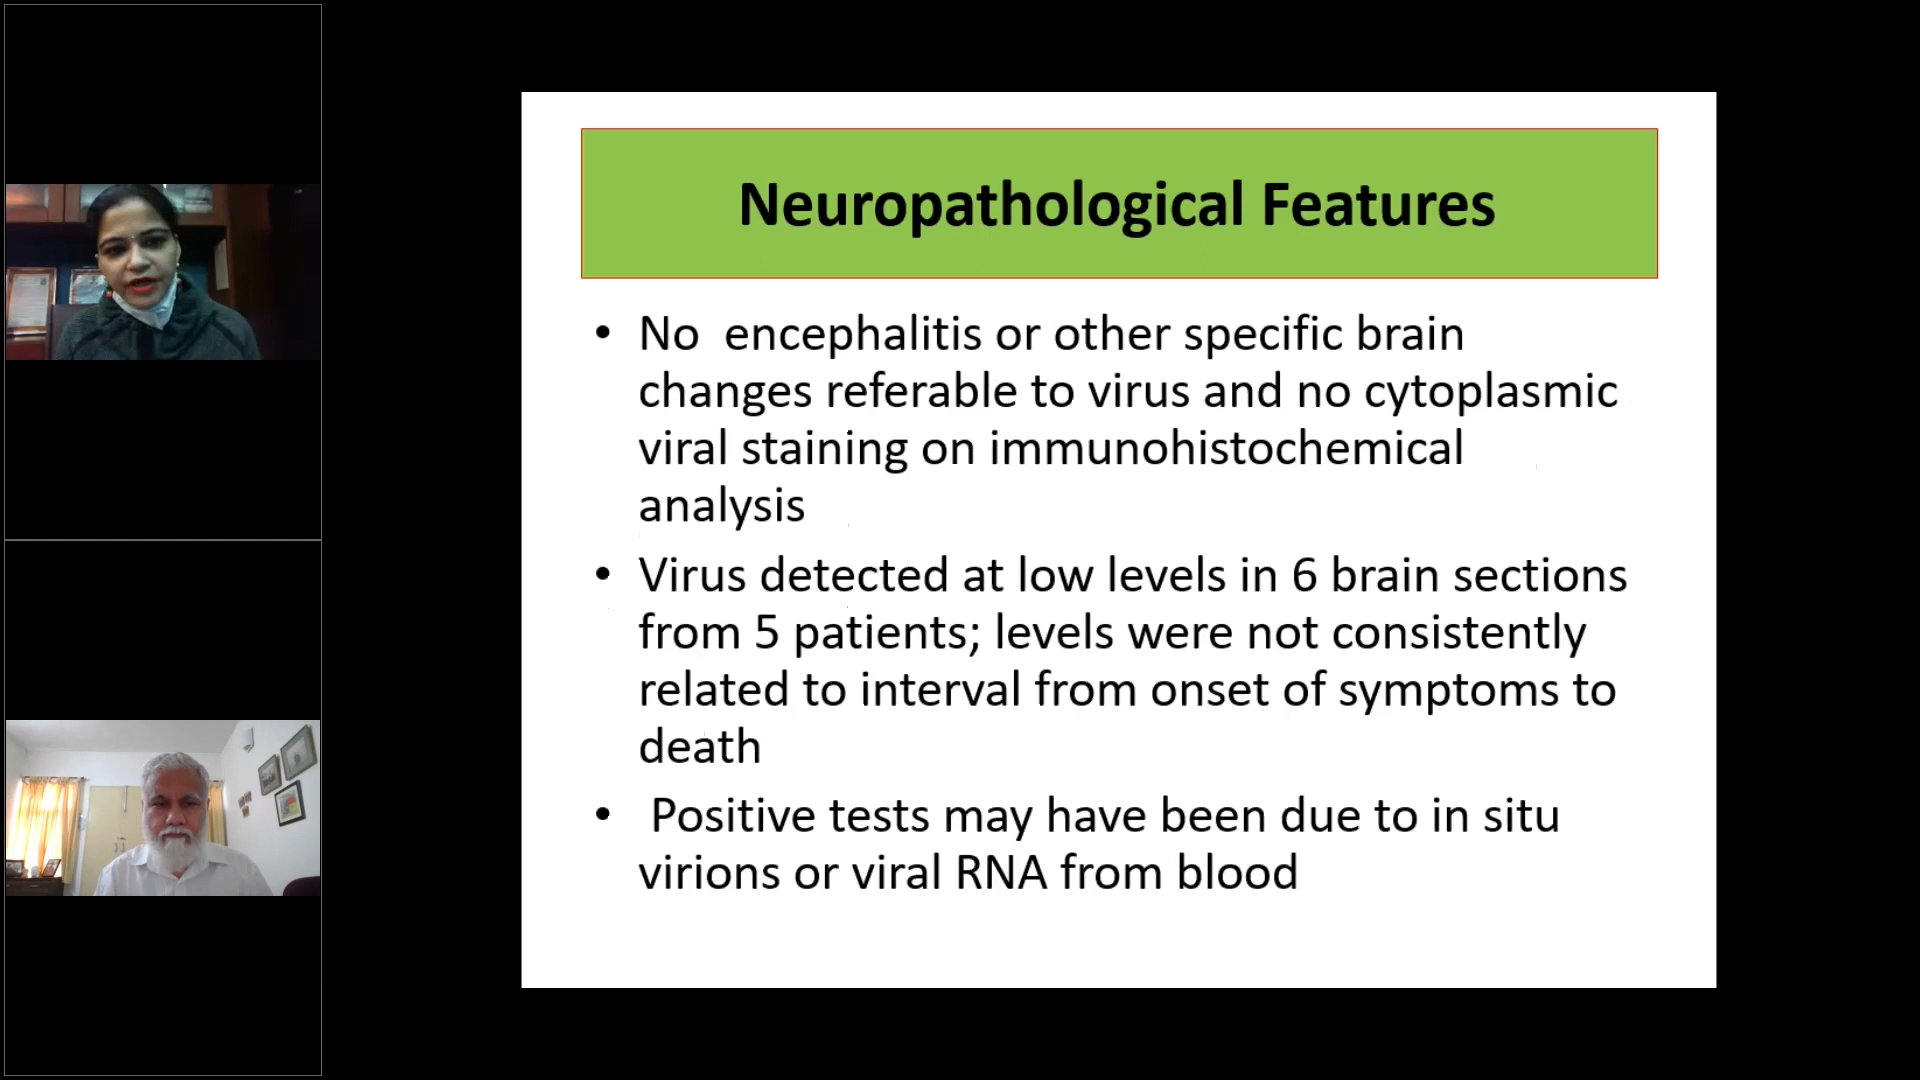 Neuropathological Features
• No  encephalitis or other specific brain
changes referable to virus and no cytoplasmic
viral staining on immunohistochemical
analysis
• Virus detected at low levels in 6 brain sections
from 5 patients; levels were not consistently
related to interval from onset of symptoms to
death
•  Positive tests may have been due to in situ
virions or viral RNA from blood